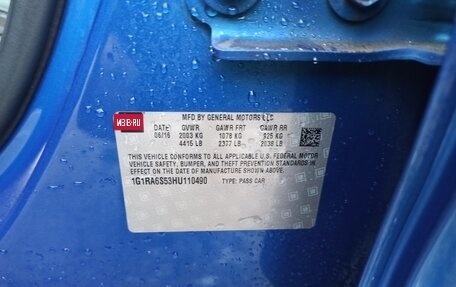 MFD BY GENERAL MOTORS LLC
DATE GVWR GAWR FRT GAWR RR
06/16 2003 KG 1078 KG 925 KG
4415 LB 2377 LB 2038 LB
THIS VEHICLE CONFORMS TO ALL APPLICABLE U.S. FEDERAL MOTOR
VEHICLE SAFETY, BUMPER, AND THEFT PREVENTION STANDARDS
IN EFFECT ON THE DATE OF MANUFACTURE SHOWN ABOVE.
1G1RA6S53HU110490 TYPE: PASS CAR